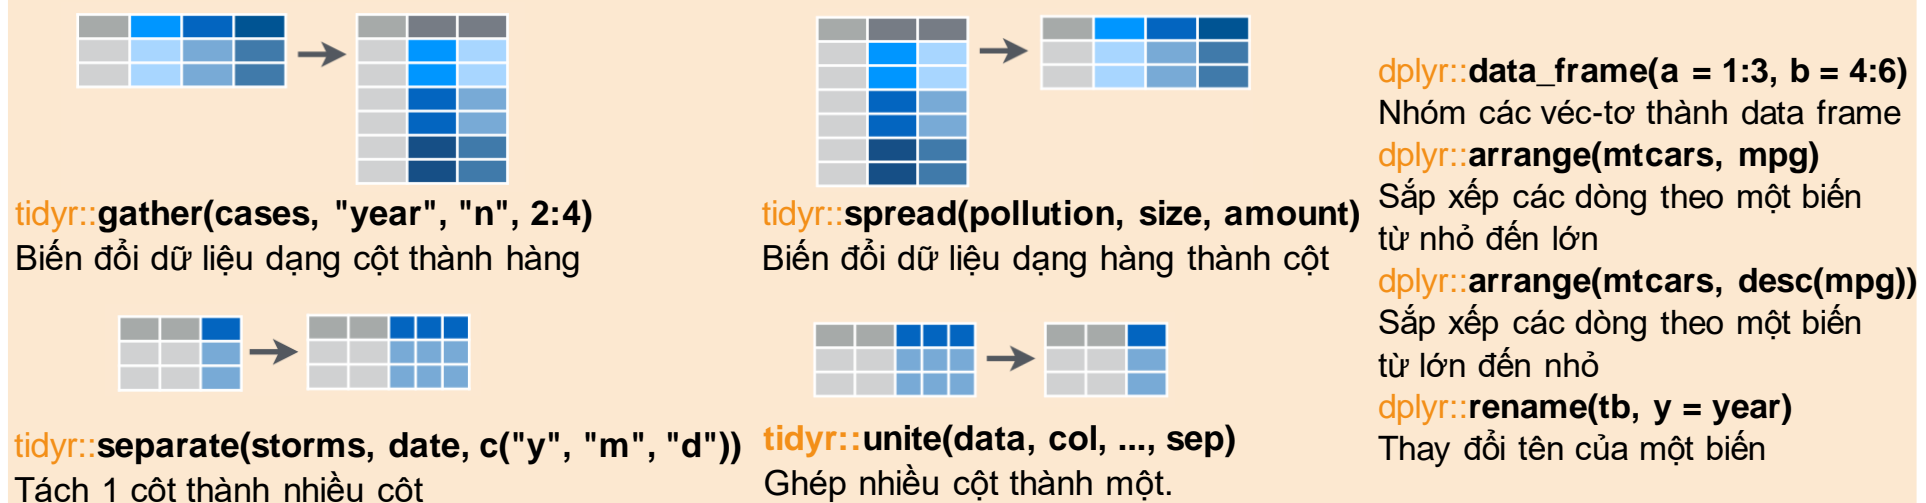 tidyr::gather(cases, "year", "n", 2:4)
Biến đổi dữ liệu dạng cột thành hàng
tidyr::spread(pollution, size, amount)
Biến đổi dữ liệu dạng hàng thành cột
tidyr::separate(storms, date, c("y", "m", "d"))
Tách 1 cột thành nhiều cột
tidyr::unite(data, col, ..., sep)
Ghép nhiều cột thành một.
dplyr::data_frame(a = 1:3, b = 4:6)
Nhóm các véc-tơ thành data frame
dplyr::arrange(mtcars, mpg)
Sắp xếp các dòng theo một biến
từ nhỏ đến lớn
dplyr::arrange(mtcars, desc(mpg))
Sắp xếp các dòng theo một biến
từ lớn đến nhỏ
dplyr::rename(tb, y = year)
Thay đổi tên của một biến